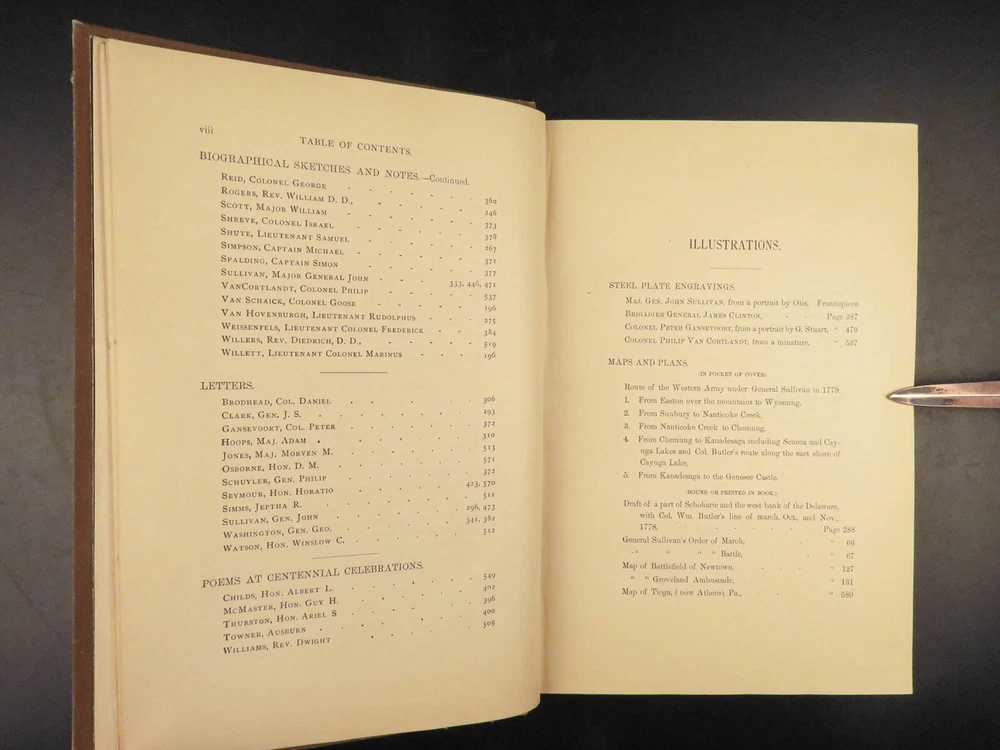 viii
TABLE OF CONTENTS.
BIOGRAPHICAL SKETCHES AND NOTES.—Continued.
REID, COLONEL GEORGE - - - - - 360
ROGERS, REV. WILLIAM D. D., - - - - 246
SCOTT, MAJOR WILLIAM - - - - - 373
SHREVE, COLONEL ISRAEL - - - - - 378
SHUTE, LIEUTENANT SAMUEL - - - - 267
SIMPSON, CAPTAIN MICHAEL - - - - 371
SPALDING, CAPTAIN SIMON - - - - 377
SULLIVAN, MAJOR GENERAL JOHN - - - 333, 446, 471
VANCORTLANDT, COLONEL PHILIP - - - - 537
VAN SCHAICK, COLONEL GOOSE - - - - 196
VAN HOVENBURGH, LIEUTENANT RUDOLPHUS - - - 275
WEISSENFELS, LIEUTENANT COLONEL FREDERICK - - 384
WILLERS, REV. DIEDRICH, D. D., - - - - 519
WILLETT, LIEUTENANT COLONEL MARINUS - - - 196
LETTERS.
BRODHEAD, COL. DANIEL . . . . . 306
CLARK, GEN. J. S. . . . . . . 293
GANSEVOORT, COL. PETER . . . . . 372
HOOPS, MAJ. ADAM . . . . . . 310
JONES, MAJ. MORVEN M. . . . . . 513
OSBORNE, HON. D. M. . . . . . 571
SCHUYLER, GEN. PHILIP . . . . . 372
SEYMOUR, HON. HORATIO . . . . 423, 570
SIMMS, JEPTHA R. . . . . . . 511
SULLIVAN, GEN. JOHN . . . . . 296, 473
WASHINGTON, GEN. GEO. . . . . 341, 382
WATSON, HON. WINSLOW C. . . . . . 512
POEMS AT CENTENNIAL CELEBRATIONS.
CHILDS, HON. ALBERT L. . . . . . 549
MCMASTER, HON. GUY H. . . . . . 402
THURSTON, HON. ARIEL S . . . . . 396
TOWNER, AUSBURN . . . . . . 400
WILLIAMS, REV. DWIGHT . . . . . 509
ILLUSTRATIONS.
STEEL PLATE ENGRAVINGS.
MAJ. GEN. JOHN SULLIVAN, from a portrait by Otis, Frontispiece
BRIGADIER GENERAL JAMES CLINTON, - - Page 387
COLONEL PETER GANSEVOORT, from a portrait by G. Stuart, " 479
COLONEL PHILIP VAN CORTLANDT, from a minature, " 537
MAPS AND PLANS.
(IN POCKET OF COVER)
Route of the Western Army under General Sullivan in 1779.
1. From Easton over the mountains to Wyoming,
2. From Sunbury to Nanticoke Creek,
3. From Nanticoke Creek to Chemung,
4. From Chemung to Kanadesaga including Seneca and Cay-
uga Lakes and Col. Butler's route along the east shore of
Cayuga Lake,
5. From Kanadesaga to the Genesee Castle.
(BOUND OR PRINTED IN BOOK.)
Draft of a part of Schoharie and the west bank of the Delaware,
with Col. Wm. Butler's line of march, Oct., and Nov.,
1778. - - - - - - Page 288
General Sullivan's Order of March, . " 66
" " " " Battle, . " 67
Map of Battlefield of Newtown, . . . " 127
" " Groveland Ambuscade, . . . " 131
Map of Tioga, ( now Athens), Pa., . . " 580